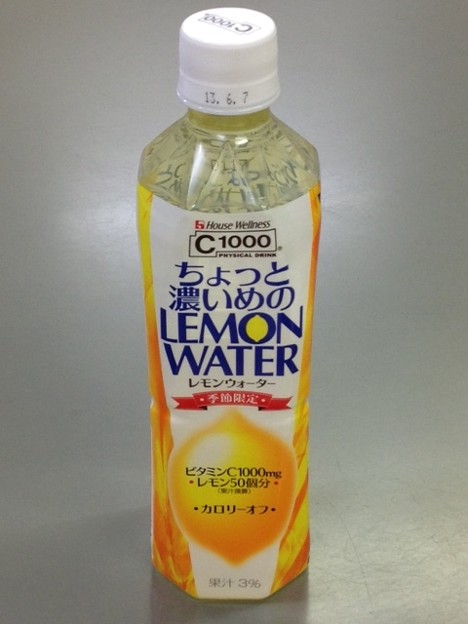 C1000
13.6.7
House Wellness
C1000®
PHYSICAL DRINK
ちょっと
濃いめの
LEMON
WATER
レモンウォーター
•季節限定•
ビタミンC1000mg
•レモン50個分•
(果汁換算)
•カロリーオフ•
果汁3%